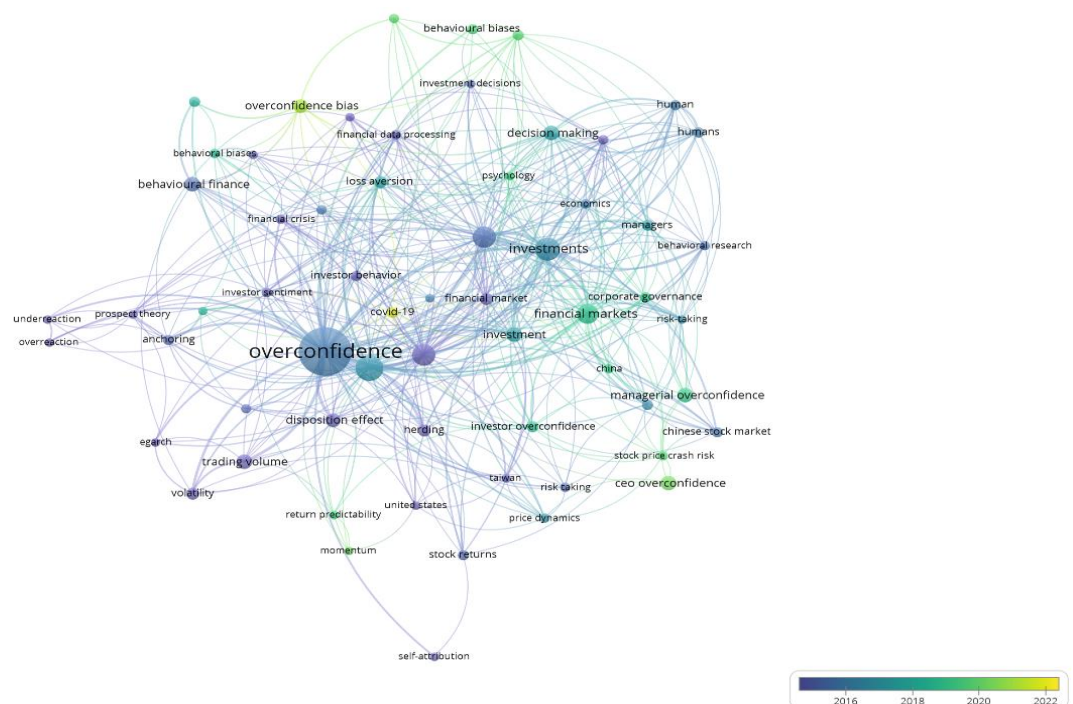 behavioural biases
investment decisions
overconfidence bias
human
financial data processing
decision making
humans
behavioral biases
behavioural finance
loss aversion
psychology
economics
financial crisis
managers
investments
behavioral research
investor behavior
investor sentiment
financial market
corporate governance
covid-19
financial markets
underreaction
prospect theory
risk-taking
overreaction
anchoring
investment
overconfidence
china
managerial overconfidence
disposition effect
herding
investor overconfidence
chinese stock market
egarch
stock price crash risk
trading volume
taiwan
ceo overconfidence
volatility
risk taking
united states
return predictability
price dynamics
momentum
stock returns
self-attribution
2016 2018 2020 2022